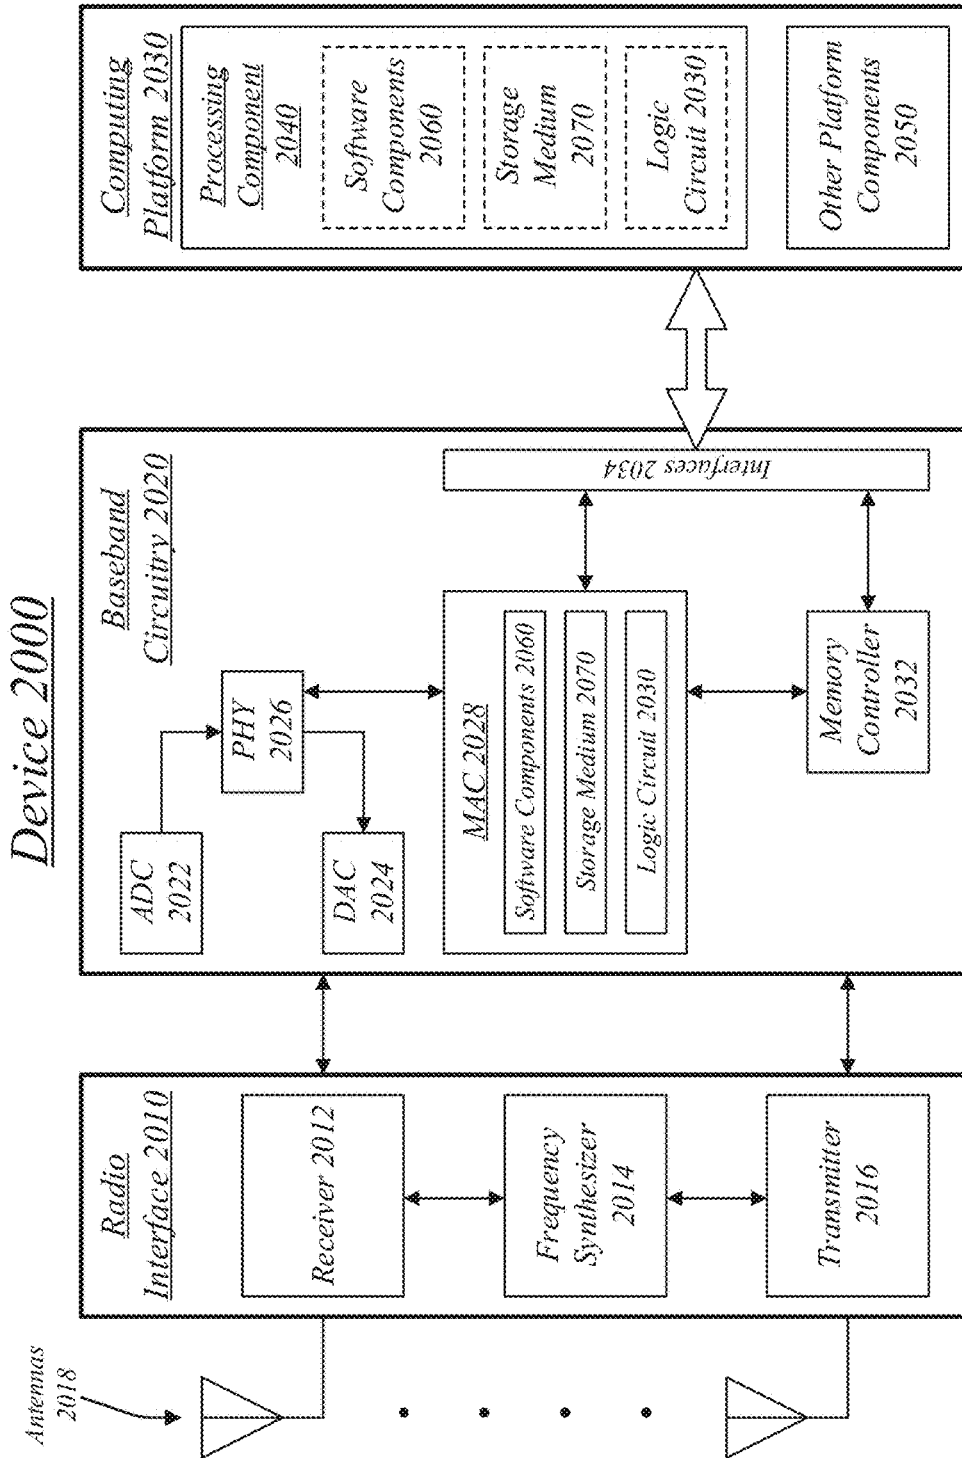 Device 2000
Antennas
2018
Radio
Interface 2010
Receiver 2012
Frequency
Synthesizer
2014
Transmitter
2016
Baseband
Circuitry 2020
ADC
2022
PHY
2026
DAC
2024
MAC 2028
Software Components 2060
Storage Medium 2070
Logic Circuit 2030
Memory
Controller
2032
Interfaces 2034
Computing
Platform 2030
Processing
Component
2040
Software
Components
2060
Storage
Medium
2070
Logic
Circuit 2030
Other Platform
Components
2050